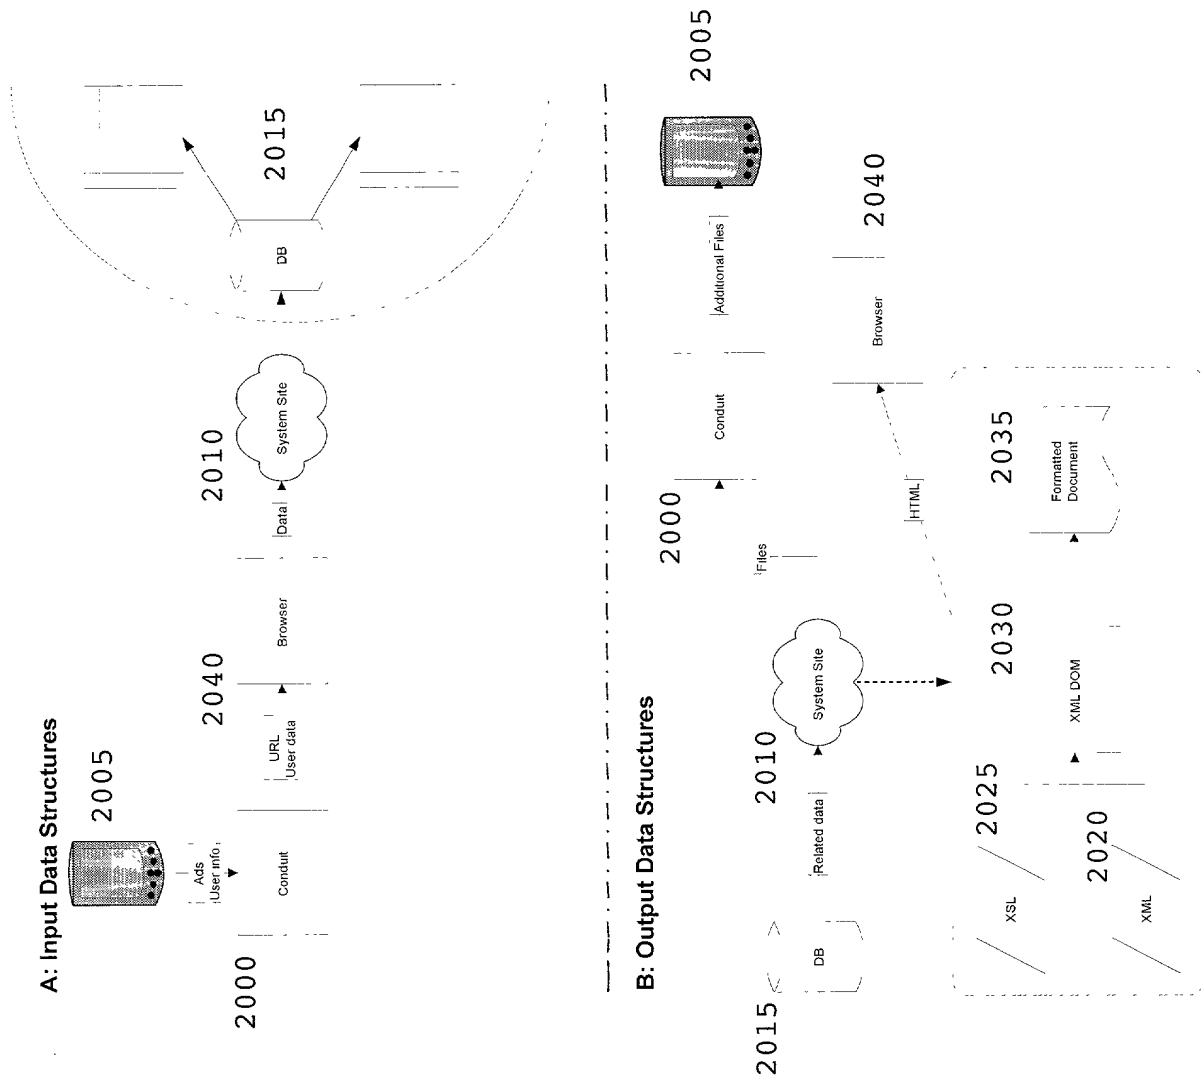 A: Input Data Structures
2005
Ads
User info
2000
Conduit
URL
User data
2040
Browser
Data
2010
System Site
DB
2015
B: Output Data Structures
2015
DB
Related data
2010
System Site
Files
2000
Conduit
Additional Files
2005
HTML
Browser
2040
XSL
2025
XML
2020
XML DOM
2030
Formatted
Document
2035